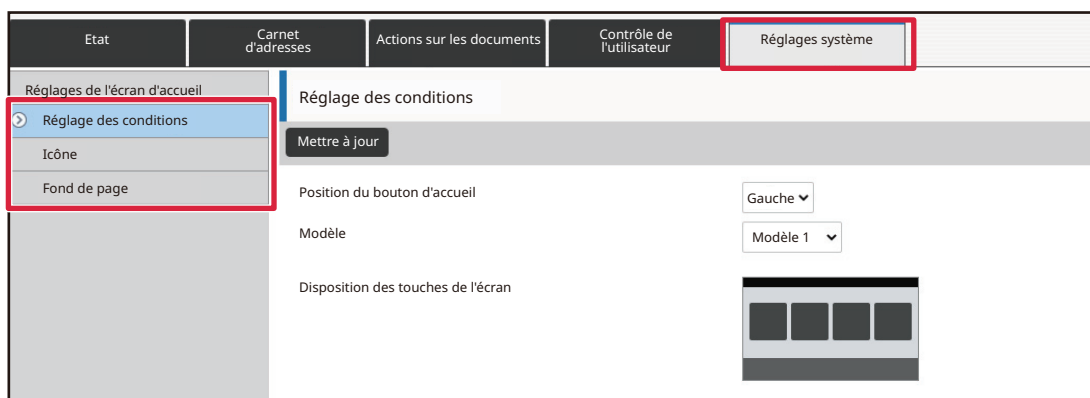 Etat
Carnet
d'adresses
Actions sur les documents
Contrôle de
l'utilisateur
Réglages système
Réglages de l'écran d'accueil
Réglage des conditions
Icône
Fond de page
Réglage des conditions
Mettre à jour
Position du bouton d'accueil
Gauche
Modèle
Modèle 1
Disposition des touches de l'écran